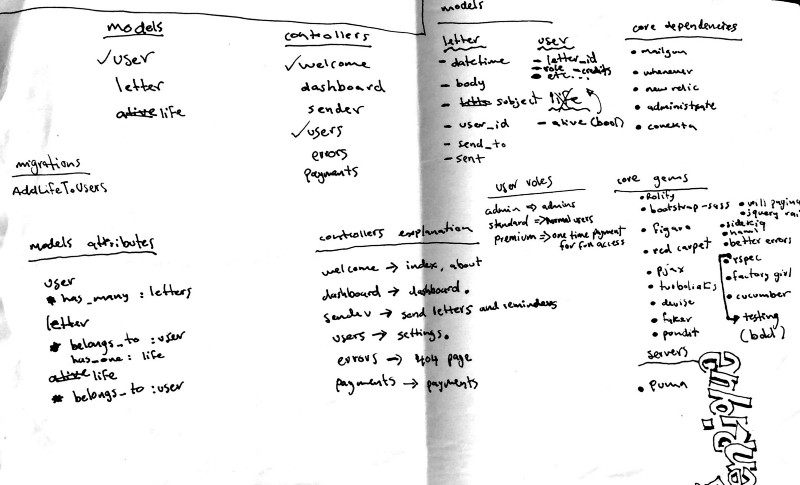 models
✓ user
letter
alive life
controllers
✓ welcome
dashboard
sender
✓ users
errors
payments
migrations
AddLifeToUsers
models attributes
user
* has_many : letters
letter
* belongs_to : user
has_one : life
alive life
* belongs_to : user
controllers explanation
welcome → index, about
dashboard → dashboard.
sender → send letters and reminders
users → settings.
errors → 404 page
payments → payments
models
letter
- datetime
- body
- subject
- user_id
- send_to
- sent
user
- letter_id
- role - credits
• etc...
life
- alive (bool)
core dependencies
• mailgun
• whenever
• new relic
• administrate
• conekta
user roles
admin => admins
standard => normal users
premium => one time payment
for full access
core gems
• Rolify
• bootstrap-sass
• figaro
• red carpet
• pjax
• turbolinks
• devise
• faker
• pundit
• will pagina
• jquery rai
• sidekiq
• haml
• better errors
• rspec
• factory girl
• cucumber
→ testing
(bdd)
servers
• puma